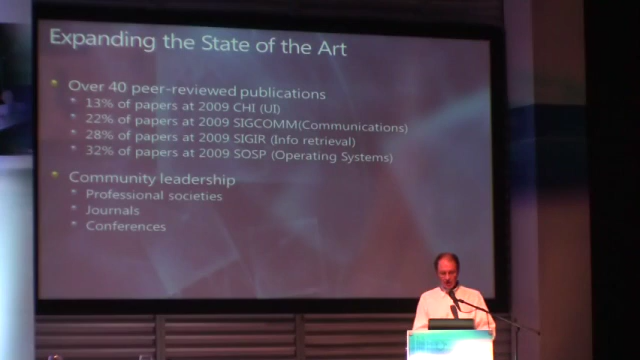 Expanding the State of the Art
Over 40 peer-reviewed publications
13% of papers at 2009 CHI (UI)
22% of papers at 2009 SIGCOMM(Communications)
28% of papers at 2009 SIGIR (Info retrieval)
32% of papers at 2009 SOSP (Operating Systems)
Community leadership
Professional societies
Journals
Conferences